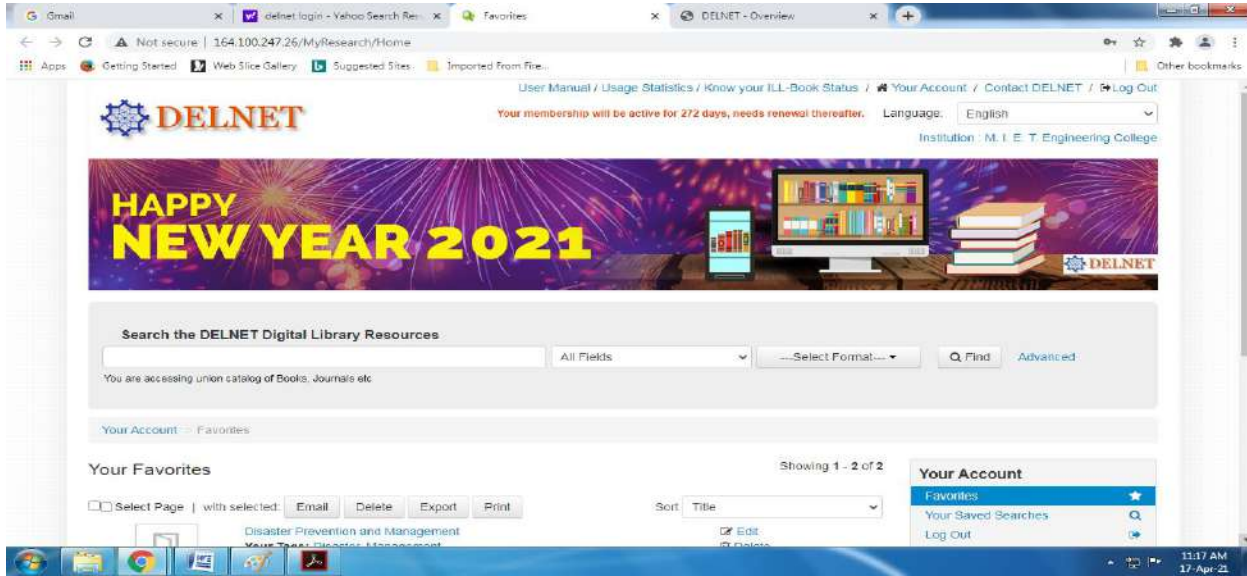 Gmail
delnet login - Yahoo Search Res
Favorites
DELNET - Overview
Not secure | 164.100.247.26/MyResearch/Home
Apps Getting Started Web Slice Gallery Suggested Sites Imported From Fire... Other bookmarks
User Manual / Usage Statistics / Know your ILL-Book Status / Your Account / Contact DELNET / Log Out
DELNET
Your membership will be active for 272 days, needs renewal thereafter. Language: English
Institution : M. I. E. T. Engineering College
HAPPY
NEW YEAR 2021
DELNET
Search the DELNET Digital Library Resources
All Fields ---Select Format--- Find Advanced
You are accessing union catalog of Books, Journals etc
Your Account Favorites
Your Favorites
Showing 1 - 2 of 2
Select Page | with selected: Email Delete Export Print
Sort Title
Disaster Prevention and Management
Your Tags: Disaster Management
Edit
Delete
Your Account
Favorites
Your Saved Searches
Log Out
11:17 AM
17-Apr-21